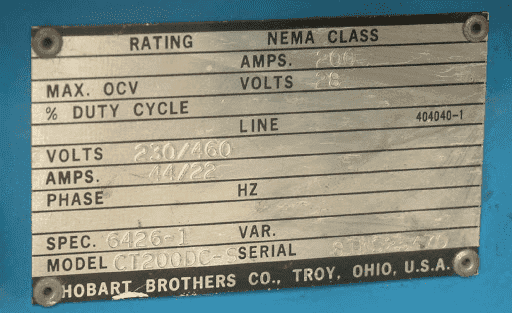 RATING NEMA CLASS
AMPS. 200
MAX. OCV VOLTS 28
% DUTY CYCLE
LINE 404040-1
VOLTS 230/460
AMPS. 44/22
PHASE HZ
SPEC. 6426-1 VAR.
MODEL CT200DC-S SERIAL
HOBART BROTHERS CO., TROY, OHIO, U.S.A.